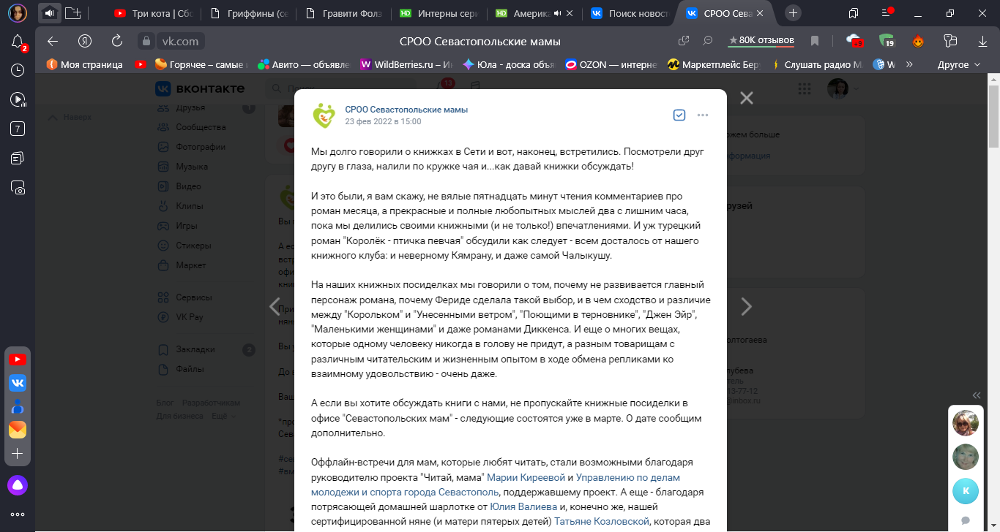 Три кота | Сбо
Гриффины (се
Гравити Фолз
HD Интерны сери
HD Америка
Поиск новост
СРОО Сева
2
vk.com
СРОО Севастопольские мамы
★ 80K отзывов
+9
19
Моя страница
Горячее – самые
Авито — объявле
WildBerries.ru – И
Юла - доска объя
OZON — интерне
Маркетплейс Бер
Слушать радио М
W
»
Другое
7
вконтакте
Поиск
13
Наверх
Друзья
1
Сообщества
Фотографии
Музыка
Видео
Клипы
Игры
Стикеры
Маркет
Сервисы
VK Pay
Закладки
2
Файлы
Блог Разработчикам
Для бизнеса Ещё
СРОО Севастопольские мамы
23 фев 2022 в 15:00
Мы долго говорили о книжках в Сети и вот, наконец, встретились. Посмотрели друг
другу в глаза, налили по кружке чая и...как давай книжки обсуждать!
И это были, я вам скажу, не вялые пятнадцать минут чтения комментариев про
роман месяца, а прекрасные и полные любопытных мыслей два с лишним часа,
пока мы делились своими книжными (и не только!) впечатлениями. И уж турецкий
роман "Королёк - птичка певчая" обсудили как следует - всем досталось от нашего
книжного клуба: и неверному Кямрану, и даже самой Чалыкушу.
На наших книжных посиделках мы говорили о том, почему не развивается главный
персонаж романа, почему Фериде сделала такой выбор, и в чем сходство и различие
между "Корольком" и "Унесенными ветром", "Поющими в терновнике", "Джен Эйр",
"Маленькими женщинами" и даже романами Диккенса. И еще о многих вещах,
которые одному человеку никогда в голову не придут, а разным товарищам с
различным читательским и жизненным опытом в ходе обмена репликами ко
взаимному удовольствию - очень даже.
А если вы хотите обсуждать книги с нами, не пропускайте книжные посиделки в
офисе "Севастопольских мам" - следующие состоятся уже в марте. О дате сообщим
дополнительно.
Оффлайн-встречи для мам, которые любят читать, стали возможными благодаря
руководителю проекта "Читай, мама" Марии Киреевой и Управлению по делам
молодежи и спорта города Севастополь, поддержавшему проект. А еще - благодаря
потрясающей домашней шарлотке от Юлия Валиева и, конечно же, нашей
сертифицированной няне (и матери пятерых детей) Татьяне Козловской, которая два
ожем больше
нформация
рузей
олтогаева
лубева
тель
13-77-12
@inbox.ru
К